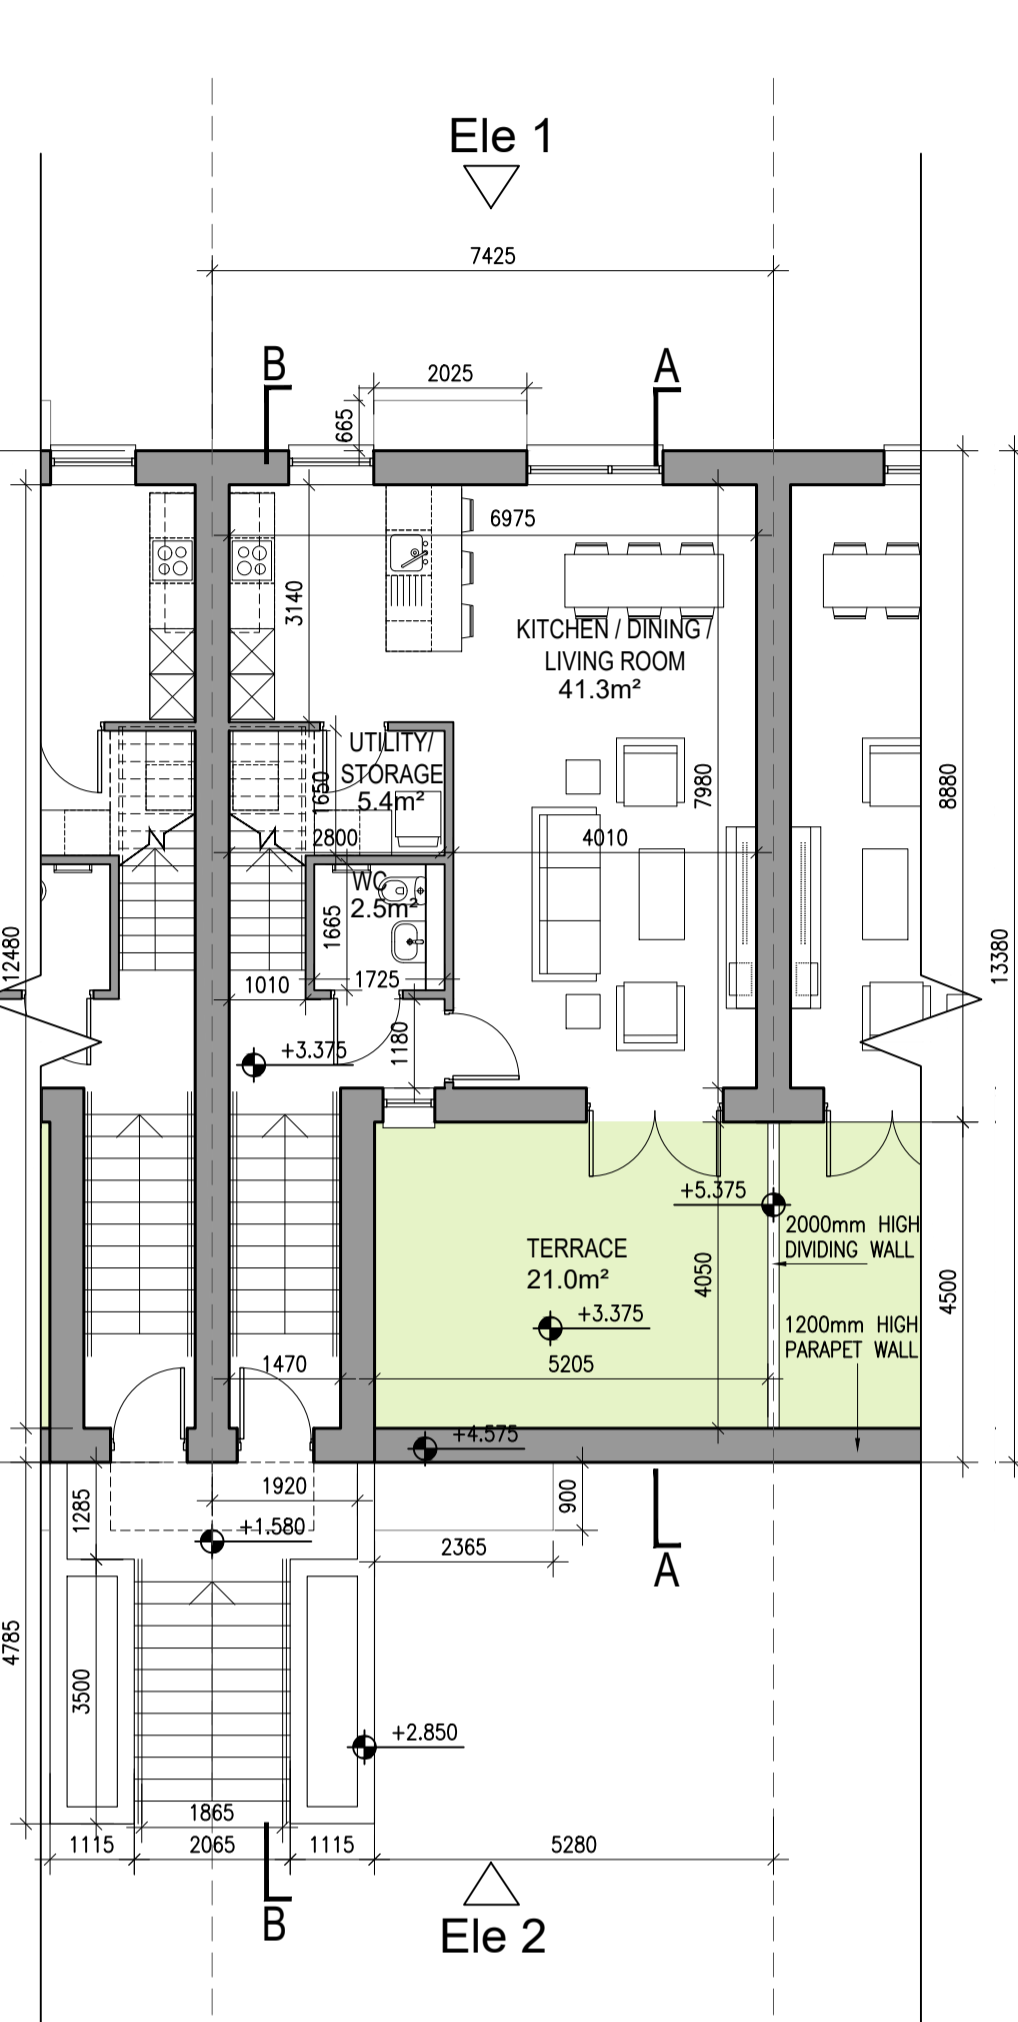 Ele 1
7425
B
A
2025
665
6975
3140
KITCHEN / DINING /
LIVING ROOM
41.3m²
UTILITY/
STORAGE
5.4m²
1650
7980
8880
2800
4010
WC
2.5m²
1665
12480
13380
1010
1725
+3.375
1180
+5.375
2000mm HIGH
DIVIDING WALL
TERRACE
21.0m²
4050
4500
+3.375
1200mm HIGH
PARAPET WALL
1470
5205
+4.575
1920
1285
900
+1.580
2365
A
4785
3500
+2.850
1865
1115
2065
1115
5280
B
Ele 2